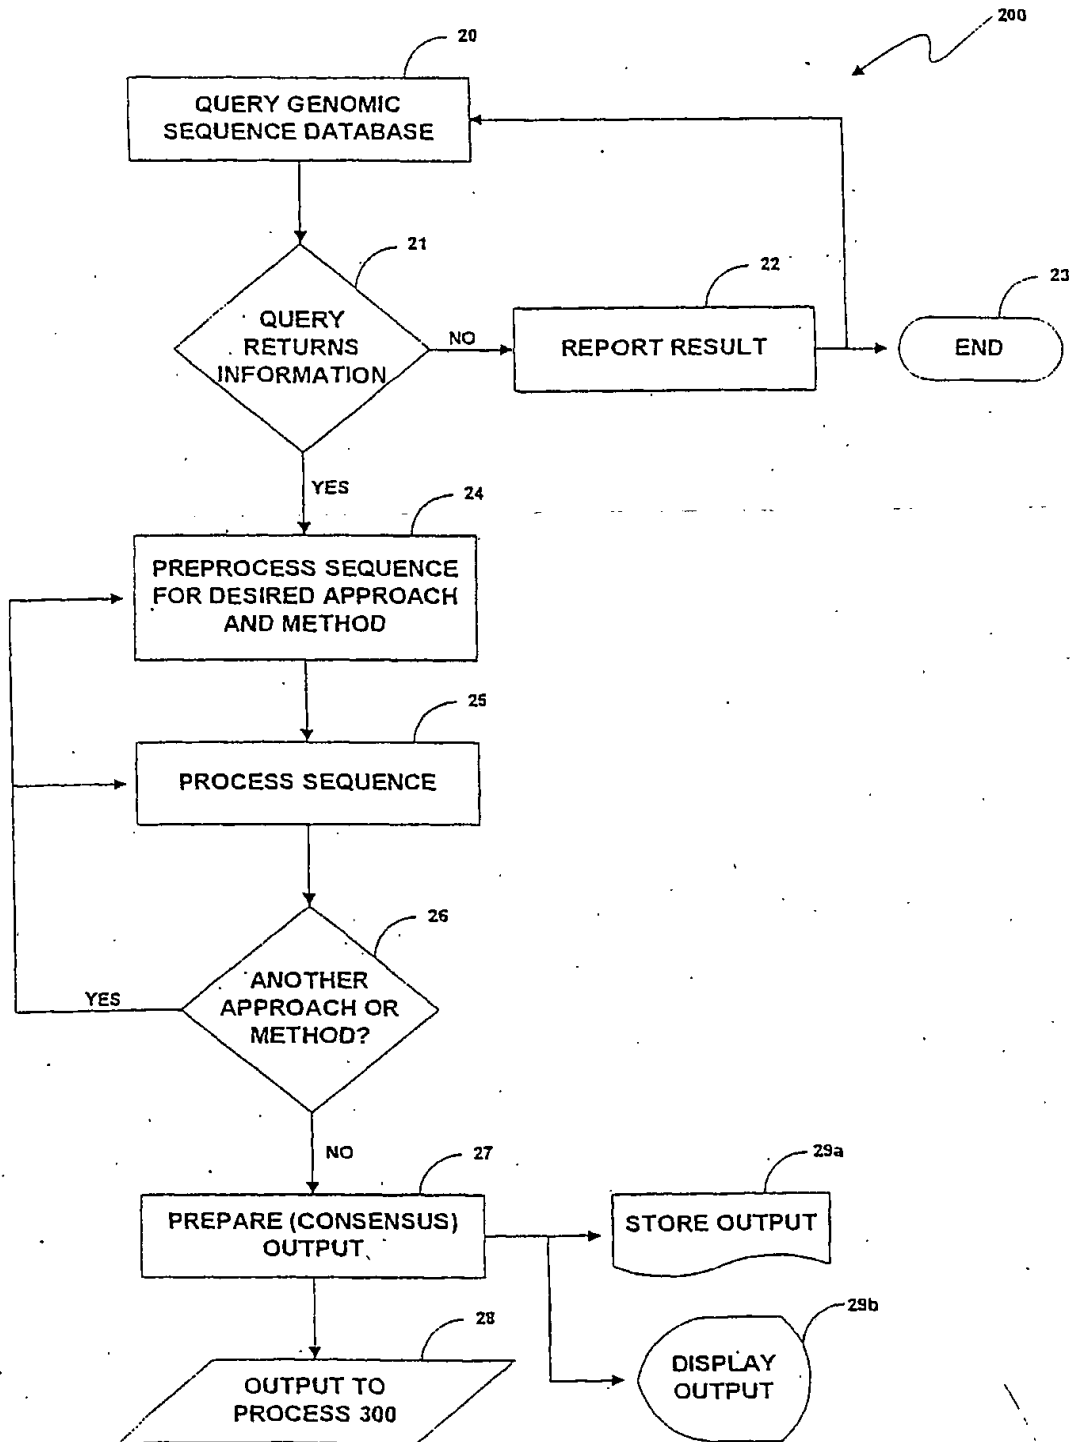 200
20
QUERY GENOMIC
SEQUENCE DATABASE
21
QUERY
RETURNS
INFORMATION
NO
22
REPORT RESULT
23
END
YES
24
PREPROCESS SEQUENCE
FOR DESIRED APPROACH
AND METHOD
25
PROCESS SEQUENCE
26
ANOTHER
APPROACH OR
METHOD?
YES
NO
27
PREPARE (CONSENSUS)
OUTPUT
29a
STORE OUTPUT
28
OUTPUT TO
PROCESS 300
29b
DISPLAY
OUTPUT